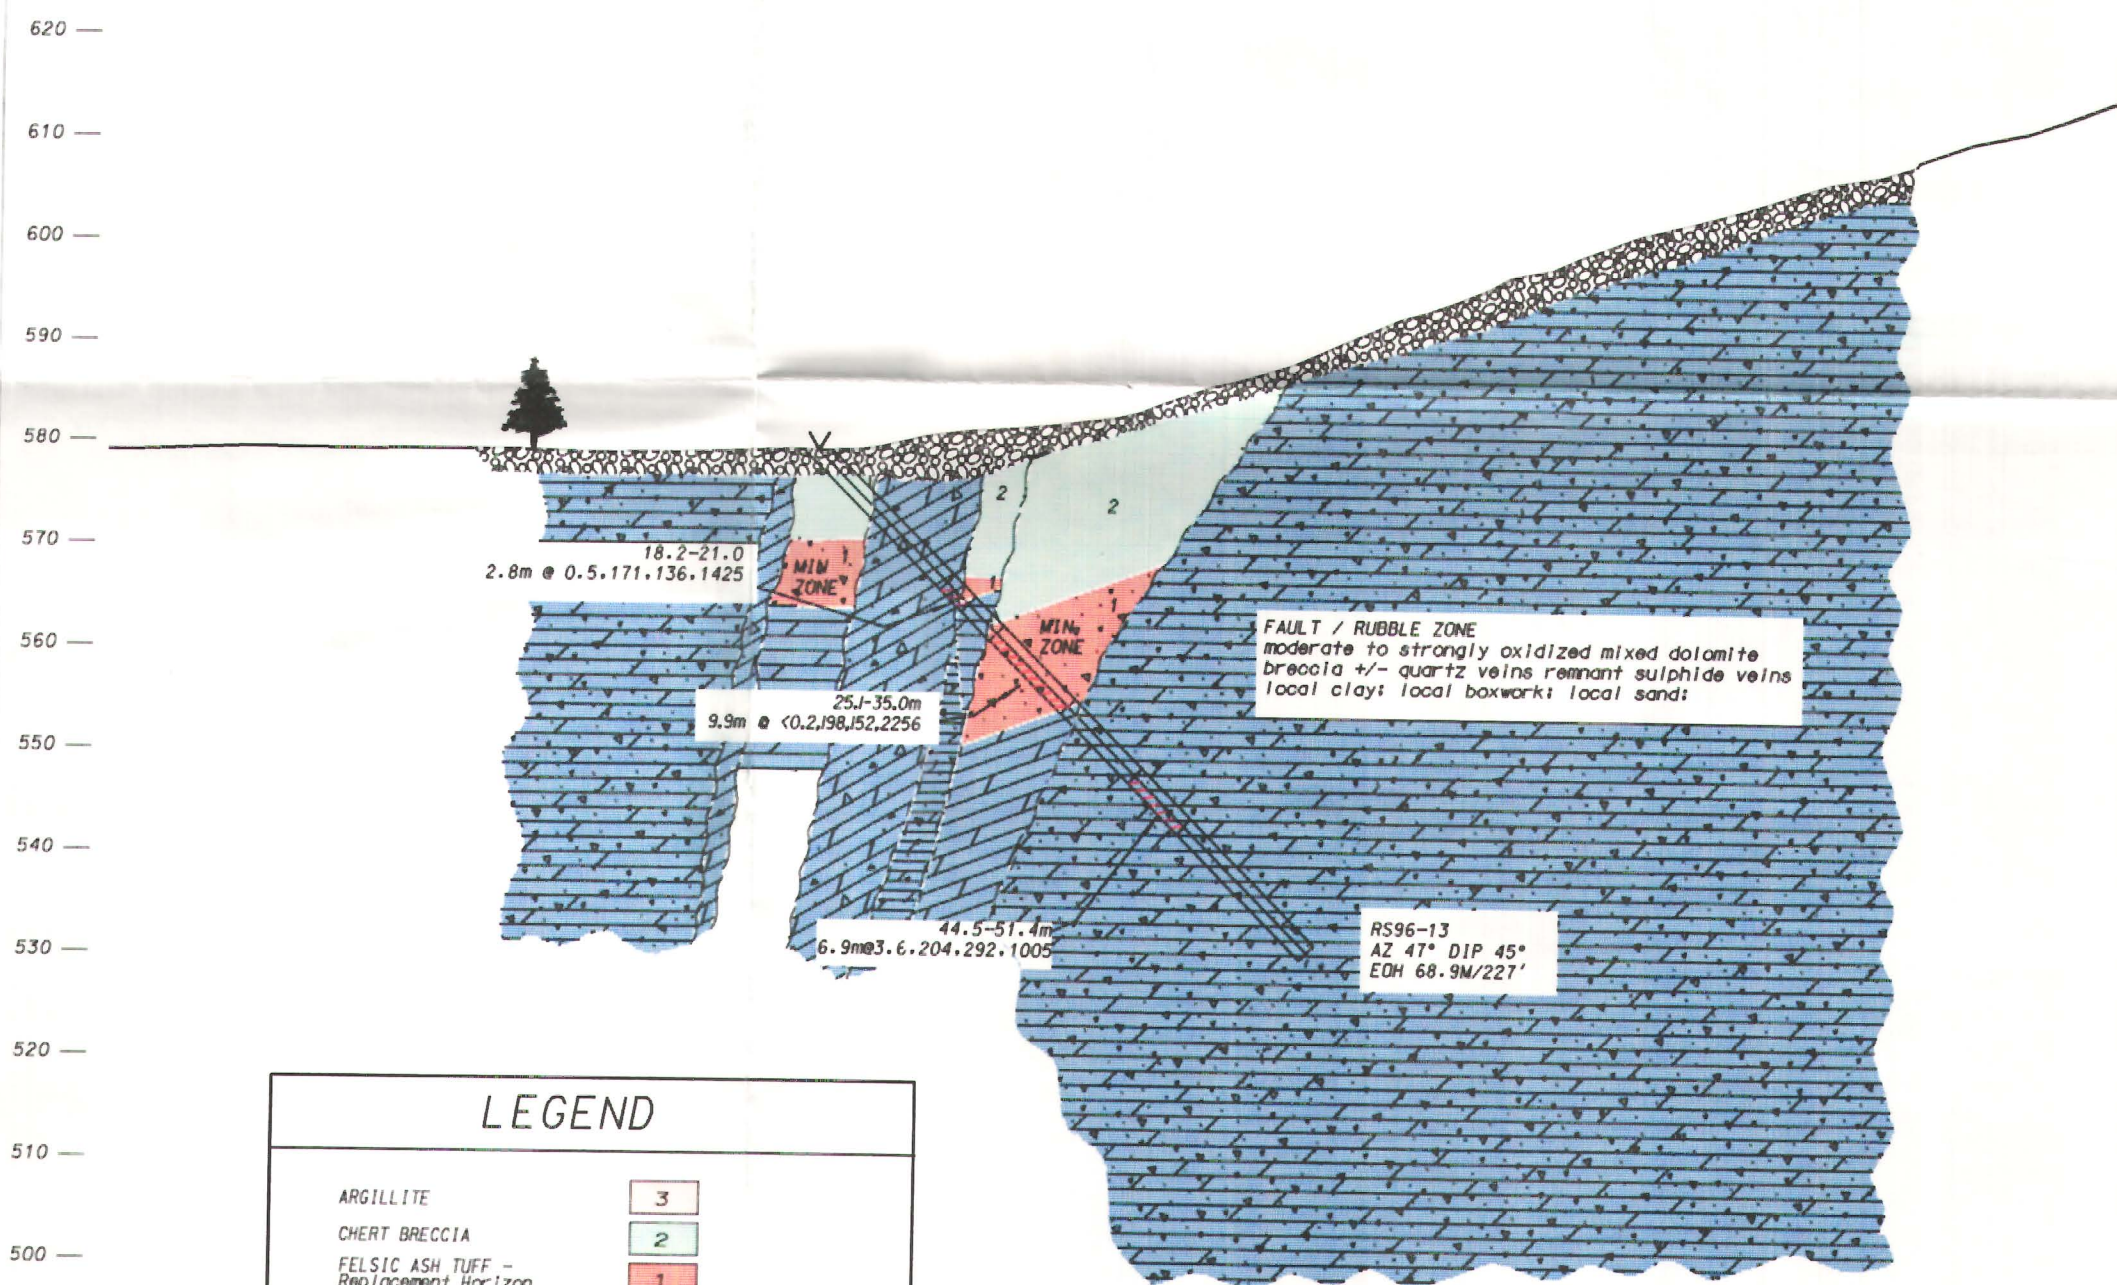 620
610
600
590
580
570
560
550
540
530
520
510
500
18.2-21.0
2.8m @ 0.5,171,136,1425
MIN
ZONE
1
2
2
1
1
MIN.
ZONE
25.1-35.0m
9.9m @ <0.2,198,152,2256
FAULT / RUBBLE ZONE
moderate to strongly oxidized mixed dolomite
breccia +/- quartz veins remnant sulphide veins
local clay; local boxwork; local sand;
44.5-51.4m
6.9m@3.6,204,292,1005
RS96-13
AZ 47° DIP 45°
EOH 68.9M/227'
LEGEND
ARGILLITE 3
CHERT BRECCIA 2
FELSIC ASH TUFF -
Replacement Horizon 1